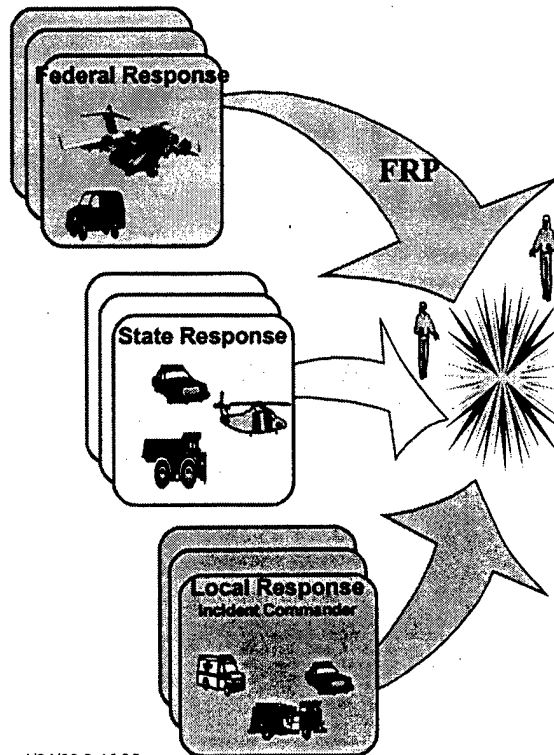 Federal Response
FRP
State Response
Local Response
Incident Commander